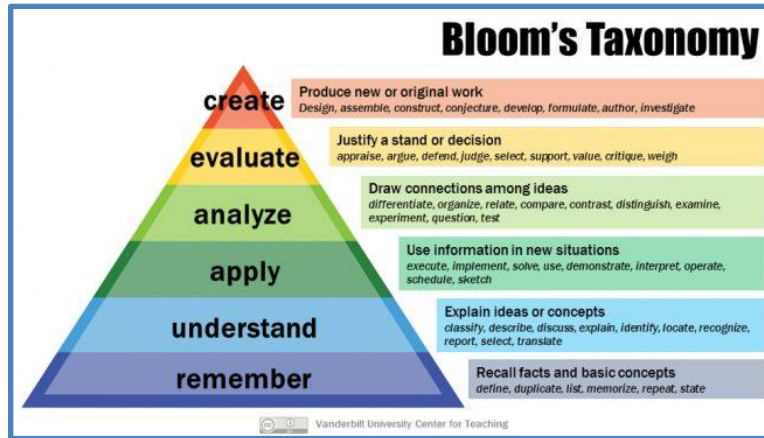 Bloom's Taxonomy
create
Produce new or original work
Design, assemble, construct, conjecture, develop, formulate, author, investigate
evaluate
Justify a stand or decision
appraise, argue, defend, judge, select, support, value, critique, weigh
analyze
Draw connections among ideas
differentiate, organize, relate, compare, contrast, distinguish, examine,
experiment, question, test
apply
Use information in new situations
execute, implement, solve, use, demonstrate, interpret, operate,
schedule, sketch
understand
Explain ideas or concepts
classify, describe, discuss, explain, identify, locate, recognize,
report, select, translate
remember
Recall facts and basic concepts
define, duplicate, list, memorize, repeat, state
Vanderbilt University Center for Teaching